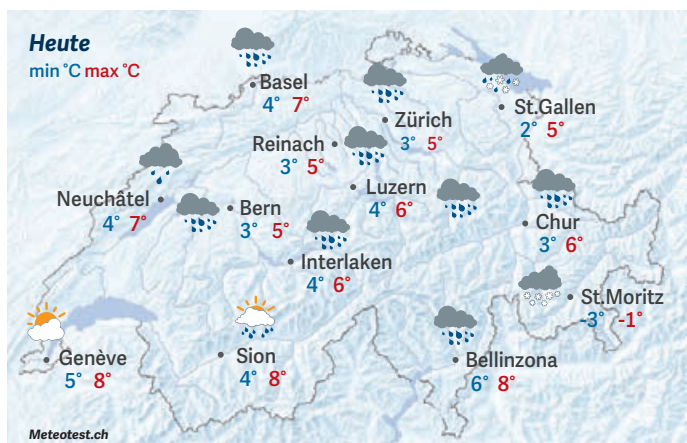 Heute
min °C max °C
Basel
4° 7°
Zürich
3° 5°
St.Gallen
2° 5°
Reinach
3° 5°
Neuchâtel
4° 7°
Bern
3° 5°
Luzern
4° 6°
Chur
3° 6°
Interlaken
4° 6°
St.Moritz
-3° -1°
Genève
5° 8°
Sion
4° 8°
Bellinzona
6° 8°
Meteotest.ch